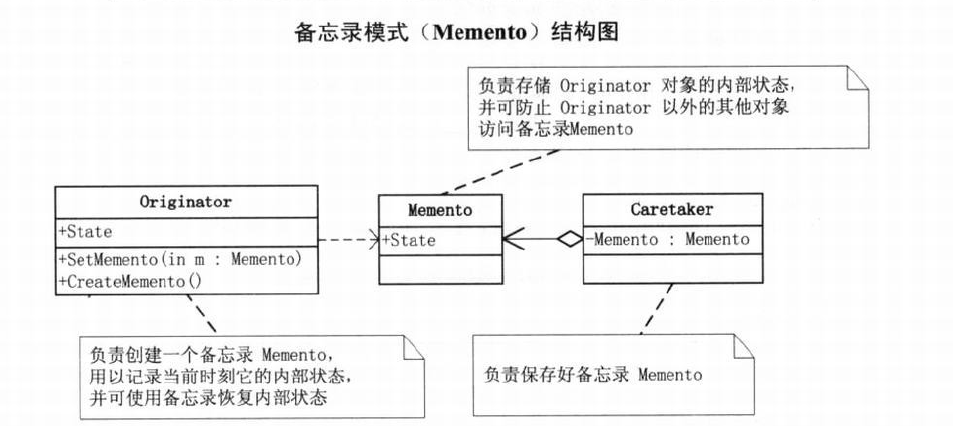 备忘录模式（Memento）结构图
负责存储 Originator 对象的内部状态，
并可防止 Originator 以外的其他对象
访问备忘录Memento
Originator
+State
+SetMemento(in m : Memento)
+CreateMemento()
Memento
+State
Caretaker
-Memento : Memento
负责创建一个备忘录 Memento，
用以记录当前时刻它的内部状态，
并可使用备忘录恢复内部状态
负责保存好备忘录 Memento